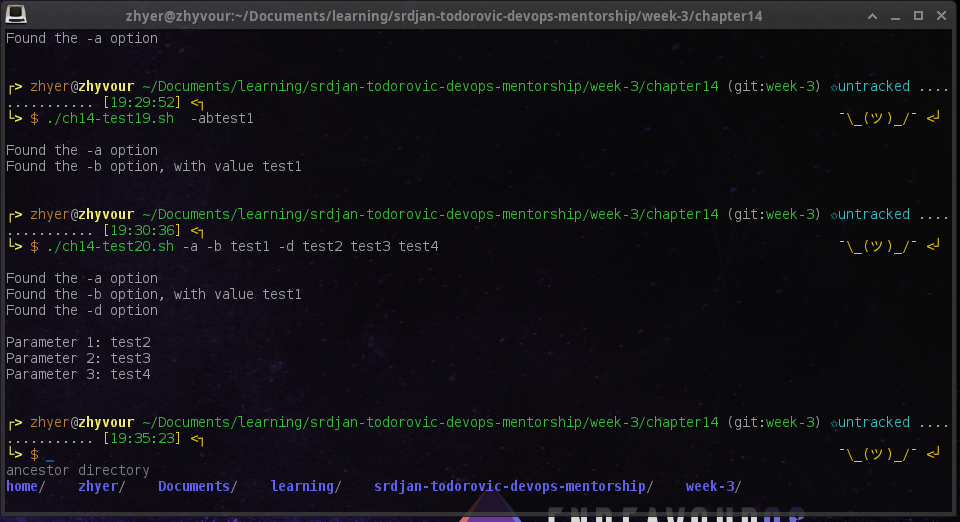 zhyer@zhyvour:~/Documents/learning/srdjan-todorovic-devops-mentorship/week-3/chapter14
Found the -a option
┌> zhyer@zhyvour ~/Documents/learning/srdjan-todorovic-devops-mentorship/week-3/chapter14 (git:week-3) ✩untracked ....
........... [19:29:52] <┐
└> $ ./ch14-test19.sh  -abtest1 ¯\_(ツ)_/¯ <┘
Found the -a option
Found the -b option, with value test1
┌> zhyer@zhyvour ~/Documents/learning/srdjan-todorovic-devops-mentorship/week-3/chapter14 (git:week-3) ✩untracked ....
........... [19:30:36] <┐
└> $ ./ch14-test20.sh -a -b test1 -d test2 test3 test4 ¯\_(ツ)_/¯ <┘
Found the -a option
Found the -b option, with value test1
Found the -d option
Parameter 1: test2
Parameter 2: test3
Parameter 3: test4
┌> zhyer@zhyvour ~/Documents/learning/srdjan-todorovic-devops-mentorship/week-3/chapter14 (git:week-3) ✩untracked ....
........... [19:35:23] <┐
└> $ _ ¯\_(ツ)_/¯ <┘
ancestor directory
home/ zhyer/ Documents/ learning/ srdjan-todorovic-devops-mentorship/ week-3/